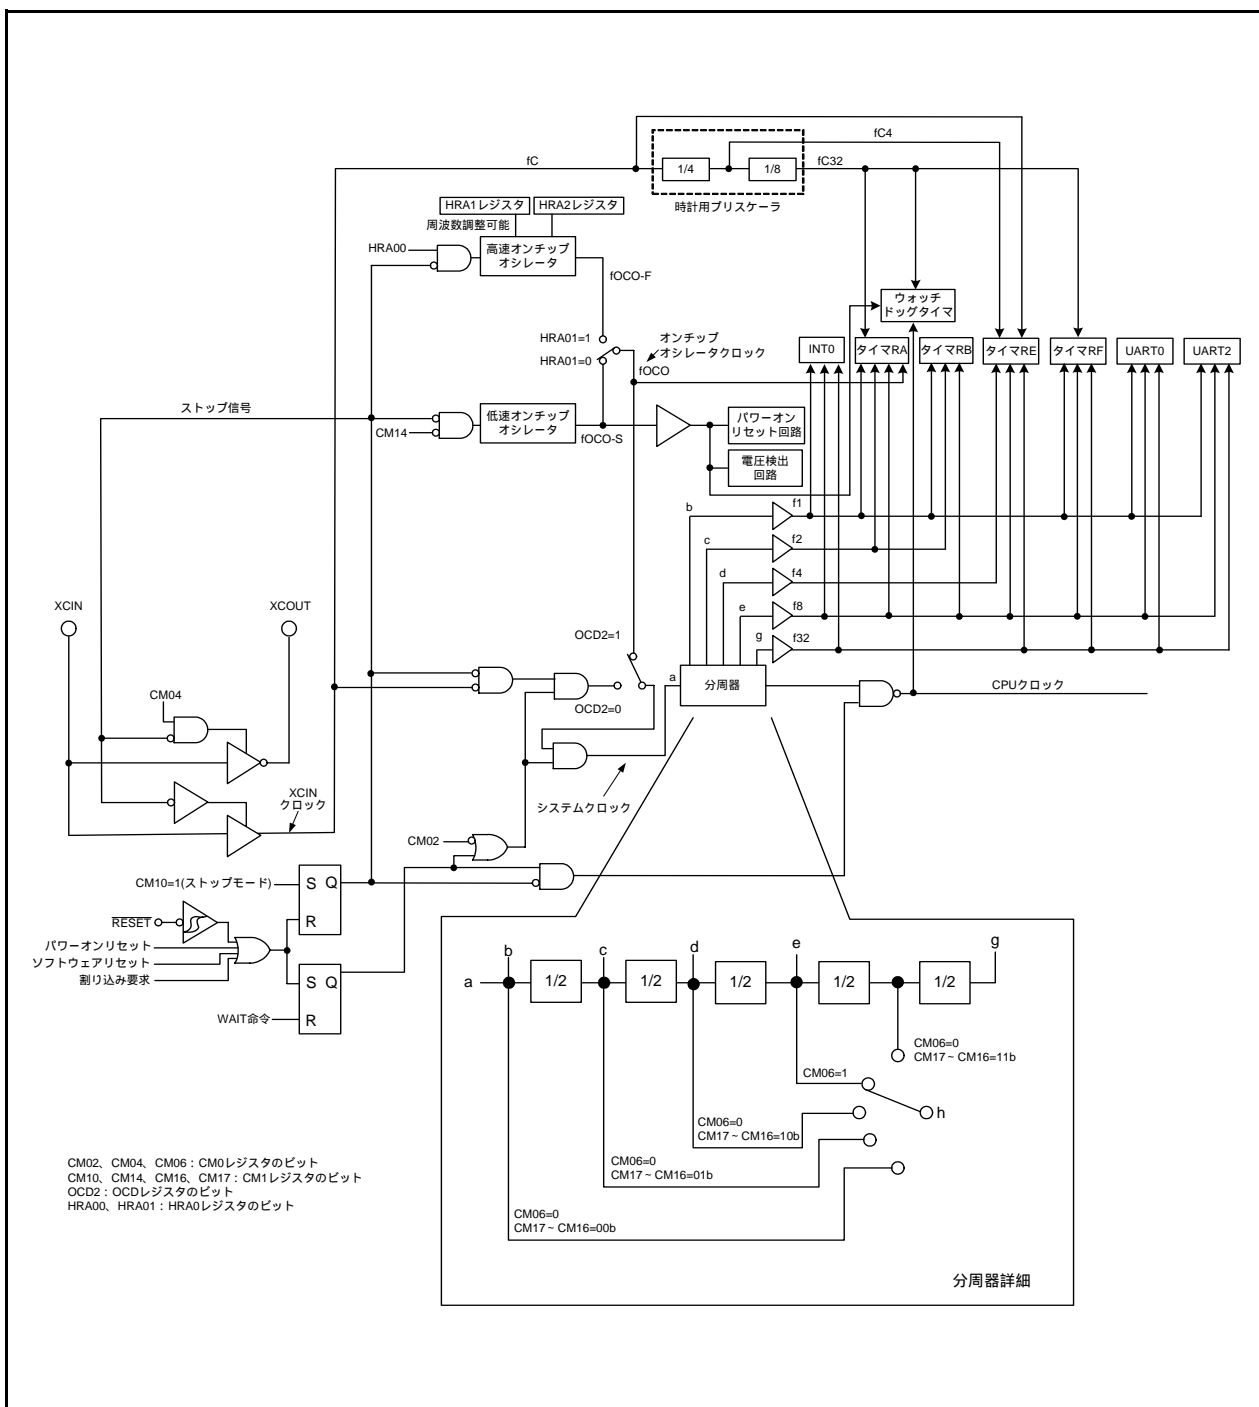 fC4
fC
1/4
1/8
fC32
時計用プリスケーラ
HRA1レジスタ
HRA2レジスタ
周波数調整可能
HRA00
高速オンチップ
オシレータ
fOCO-F
ウォッチ
ドッグタイマ
HRA01=1
HRA01=0
オンチップ
オシレータクロック
fOCO
INT0
タイマRA
タイマRB
タイマRE
タイマRF
UART0
UART2
ストップ信号
CM14
低速オンチップ
オシレータ
fOCO-S
パワーオン
リセット回路
電圧検出
回路
b
f1
c
f2
d
f4
e
f8
g
f32
XCIN
XCOUT
OCD2=1
a
分周器
CPUクロック
CM04
OCD2=0
システムクロック
XCIN
クロック
CM02
CM10=1(ストップモード)
S Q
R
RESET
パワーオンリセット
ソフトウェアリセット
割り込み要求
S Q
R
WAIT命令
a
b
c
d
e
g
1/2
1/2
1/2
1/2
1/2
CM06=0
CM17~CM16=11b
CM06=1
h
CM06=0
CM17~CM16=10b
CM06=0
CM17~CM16=01b
CM06=0
CM17~CM16=00b
分周器詳細
CM02、CM04、CM06:CM0レジスタのビット
CM10、CM14、CM16、CM17:CM1レジスタのビット
OCD2:OCDレジスタのビット
HRA00、HRA01:HRA0レジスタのビット